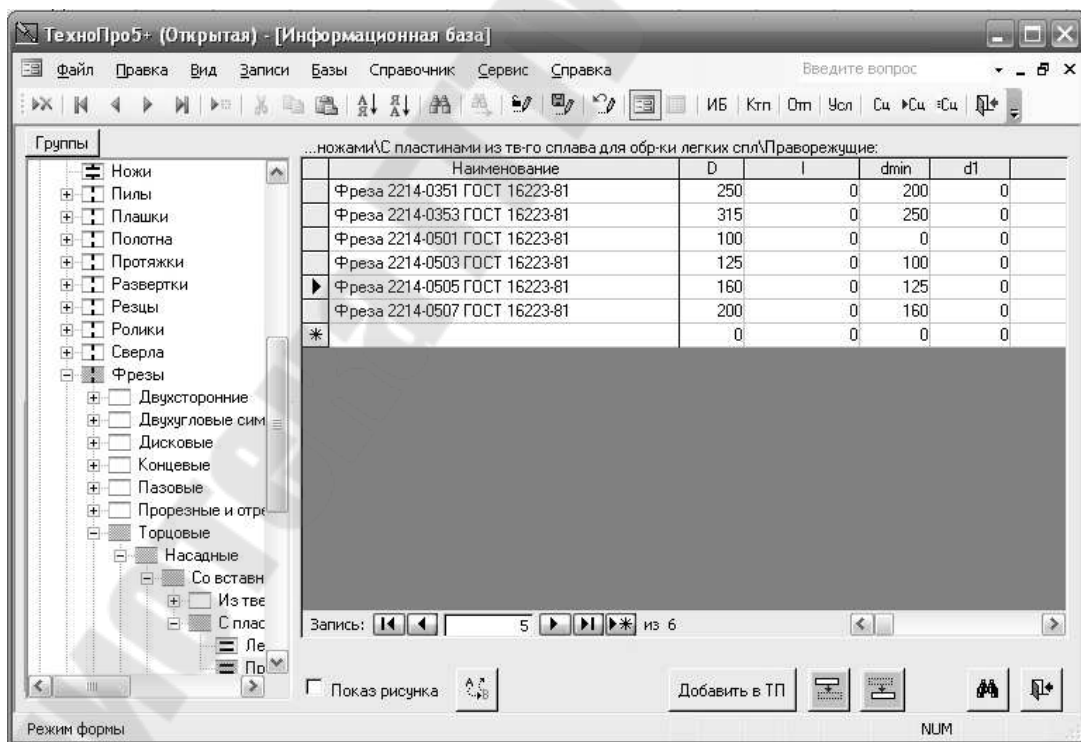 ТехноПро5+ (Открытая) - [Информационная база]
Файл Правка Вид Записи Базы Справочник Сервис Справка Введите вопрос
ИБ Ктп От Усл Сц Сц Сц
Группы
...ножами\С пластинами из тв-го сплава для обр-ки легких спл\Праворежущие:
Наименование D l dmin d1
Фреза 2214-0351 ГОСТ 16223-81 250 0 200 0
Фреза 2214-0353 ГОСТ 16223-81 315 0 250 0
Фреза 2214-0501 ГОСТ 16223-81 100 0 0 0
Фреза 2214-0503 ГОСТ 16223-81 125 0 100 0
Фреза 2214-0505 ГОСТ 16223-81 160 0 125 0
Фреза 2214-0507 ГОСТ 16223-81 200 0 160 0
0 0 0 0
Ножи
Пилы
Плашки
Полотна
Протяжки
Развертки
Резцы
Ролики
Сверла
Фрезы
Двухсторонние
Двухугловые сим
Дисковые
Концевые
Пазовые
Прорезные и отре
Торцовые
Насадные
Со вставн
Из тве
С плас
Ле
Пр
Запись: 5 из 6
Показ рисунка
Добавить в ТП
Режим формы
NUM